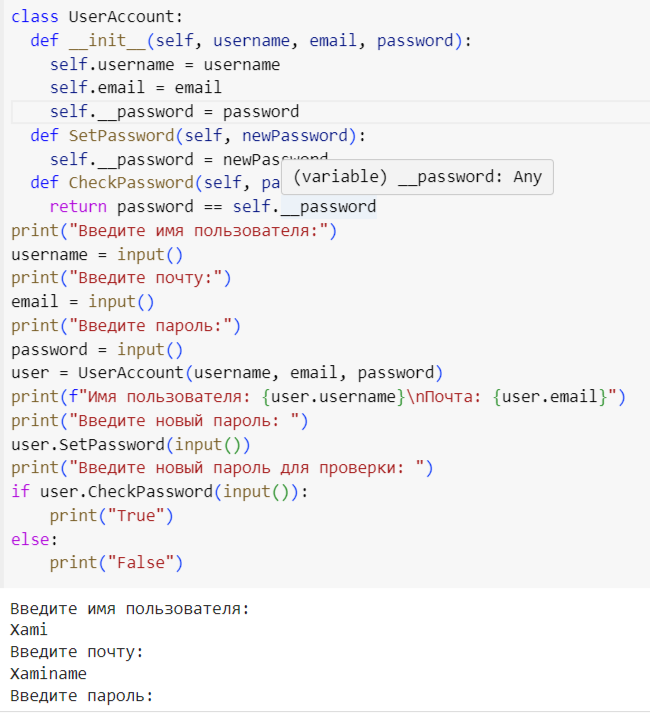 class UserAccount:
  def __init__(self, username, email, password):
    self.username = username
    self.email = email
    self.__password = password
  def SetPassword(self, newPassword):
    self.__password = newPassword
(variable) __password: Any
  def CheckPassword(self, pa
    return password == self.__password
print("Введите имя пользователя:")
username = input()
print("Введите почту:")
email = input()
print("Введите пароль:")
password = input()
user = UserAccount(username, email, password)
print(f"Имя пользователя: {user.username}\nПочта: {user.email}")
print("Введите новый пароль: ")
user.SetPassword(input())
print("Введите новый пароль для проверки: ")
if user.CheckPassword(input()):
    print("True")
else:
    print("False")
Введите имя пользователя:
Xami
Введите почту:
Xaminame
Введите пароль: